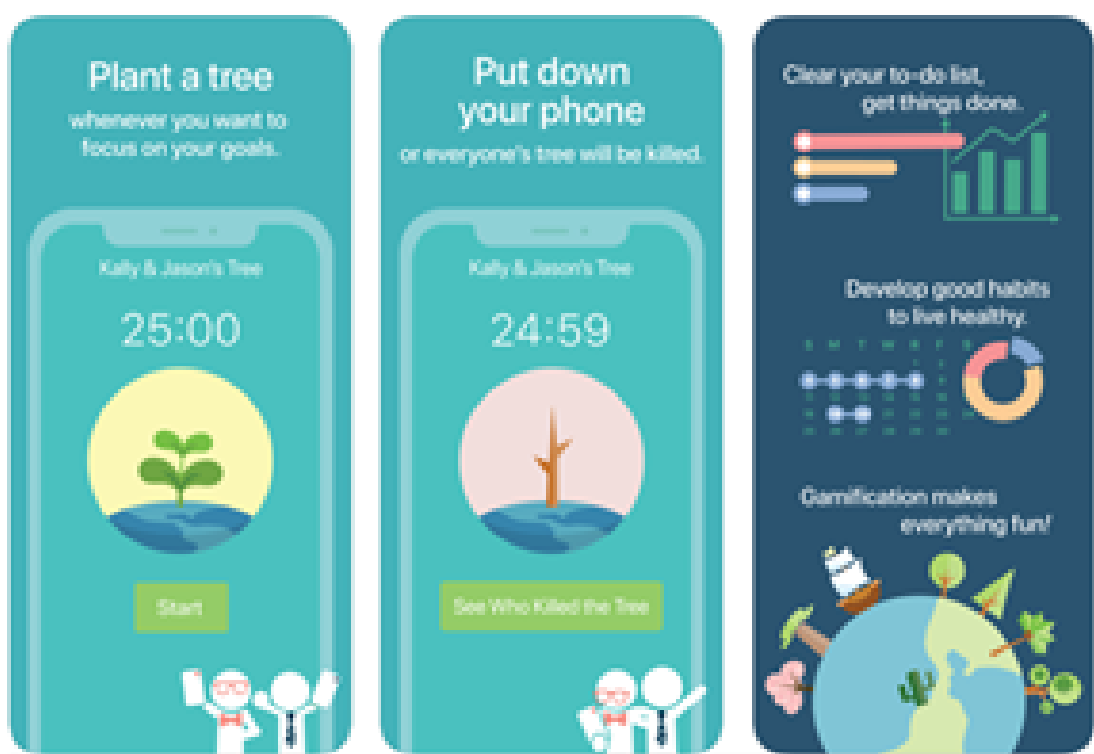 Plant a tree
whenever you want to
focus on your goals.
Kally & Jason's Tree
25:00
Start
Put down
your phone
or everyone's tree will be killed.
Kally & Jason's Tree
24:59
See Who Killed the Tree
Clear your to-do list,
get things done.
Develop good habits
to live healthy.
S M T W R F S
Gamification makes
everything fun!